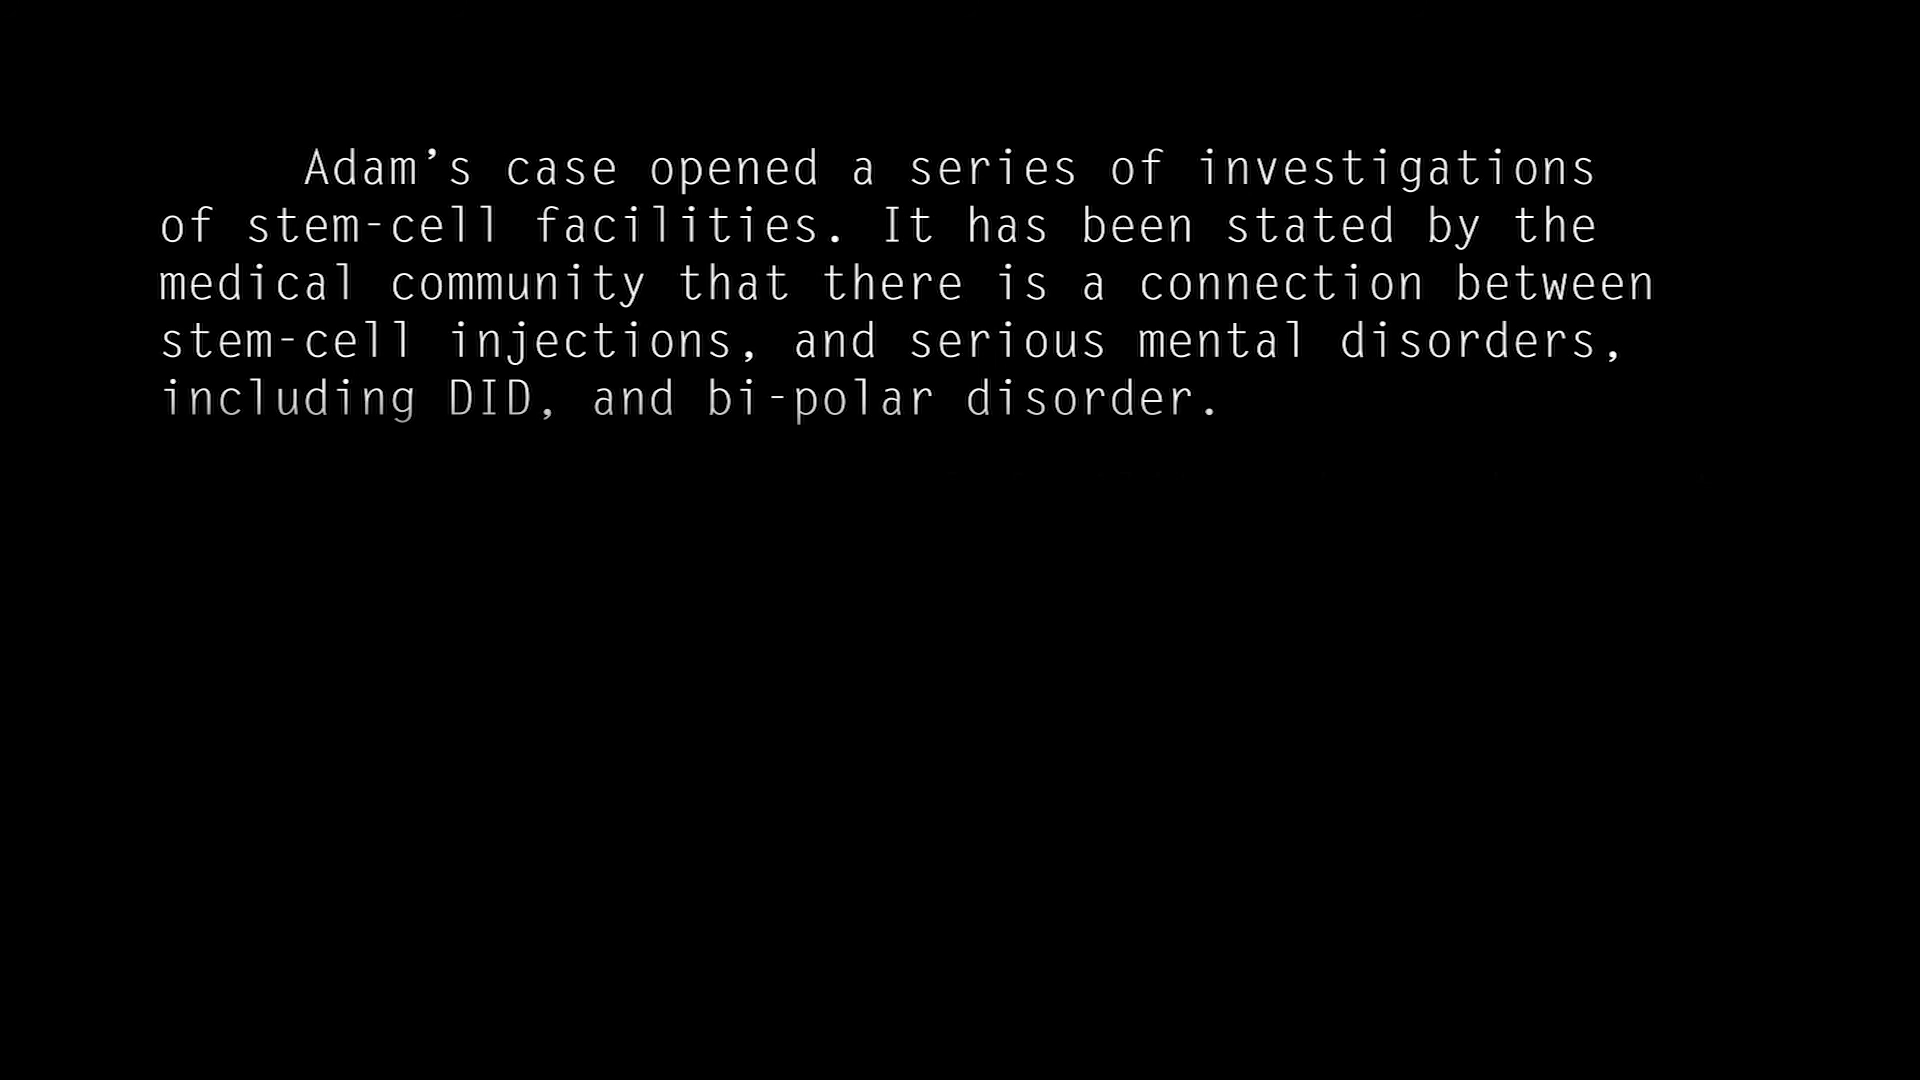 Adam’s case opened a series of investigations
of stem-cell facilities. It has been stated by the
medical community that there is a connection between
stem-cell injections, and serious mental disorders,
including DID, and bi-polar disorder.